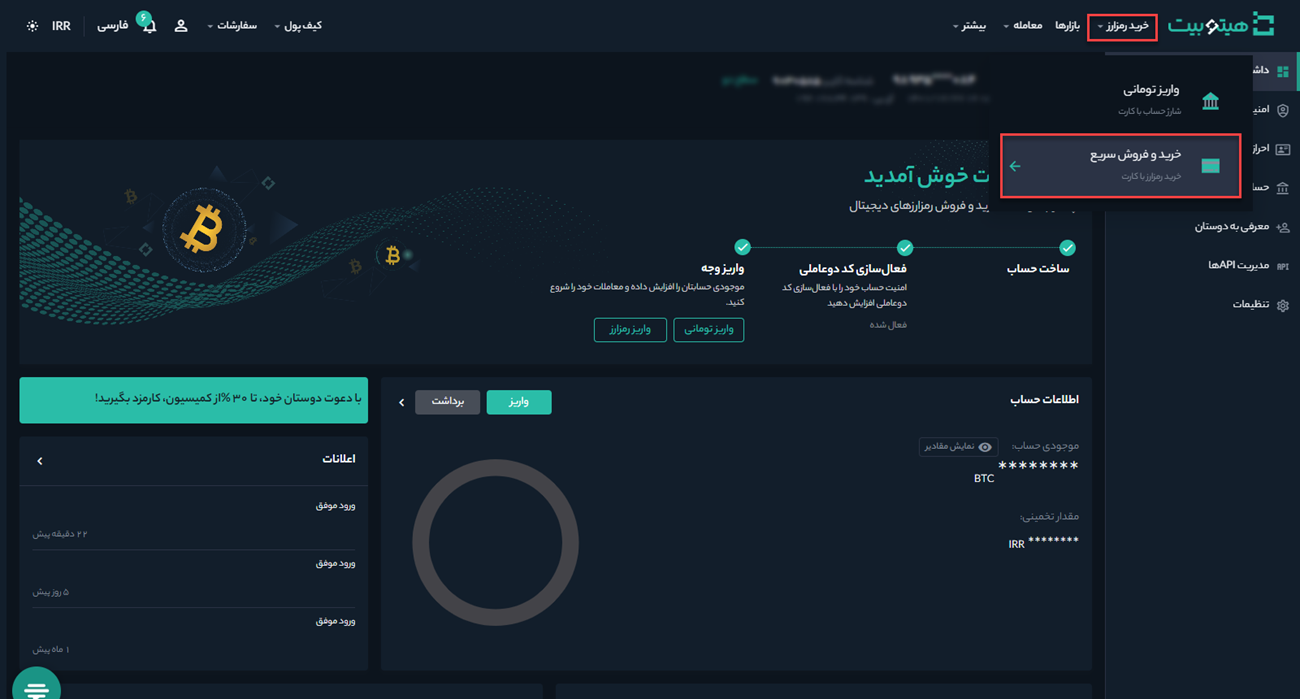 هیتوبیت
خرید رمزارز
بازارها
معامله
بیشتر
کیف پول
سفارشات
۶
فارسی
IRR
واریز تومانی
شارژ حساب با کارت
خرید و فروش سریع
خرید رمزارز با کارت
داش
امنی
احراز
حسا
معرفی به دوستان
مدیریت APIها
API
تنظیمات
ت خوش آمدید
ید و فروش رمزارزهای دیجیتال
ساخت حساب
فعال‌سازی کد دوعاملی
امنیت حساب خود را با فعال‌سازی کد
دوعاملی افزایش دهید
فعال شده
واریز وجه
موجودی حسابتان را افزایش داده و معاملات خود را شروع
کنید.
واریز تومانی
واریز رمزارز
اطلاعات حساب
واریز
برداشت
موجودی حساب:
نمایش مقادیر
********
BTC
مقدار تخمینی:
******** IRR
با دعوت دوستان خود، تا ۳۰ %از کمیسیون، کارمزد بگیرید!
اعلانات
ورود موفق
۲۲ دقیقه پیش
ورود موفق
۵ روز پیش
ورود موفق
۱ ماه پیش